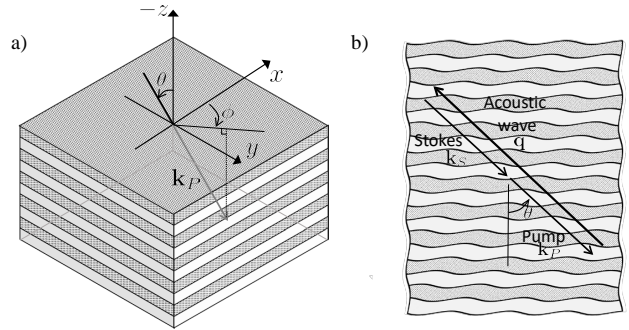 a)
−z
θ
x
ϕ
y
k_P
b)
Acoustic
wave
q
Stokes
k_S
θ
Pump
k_P